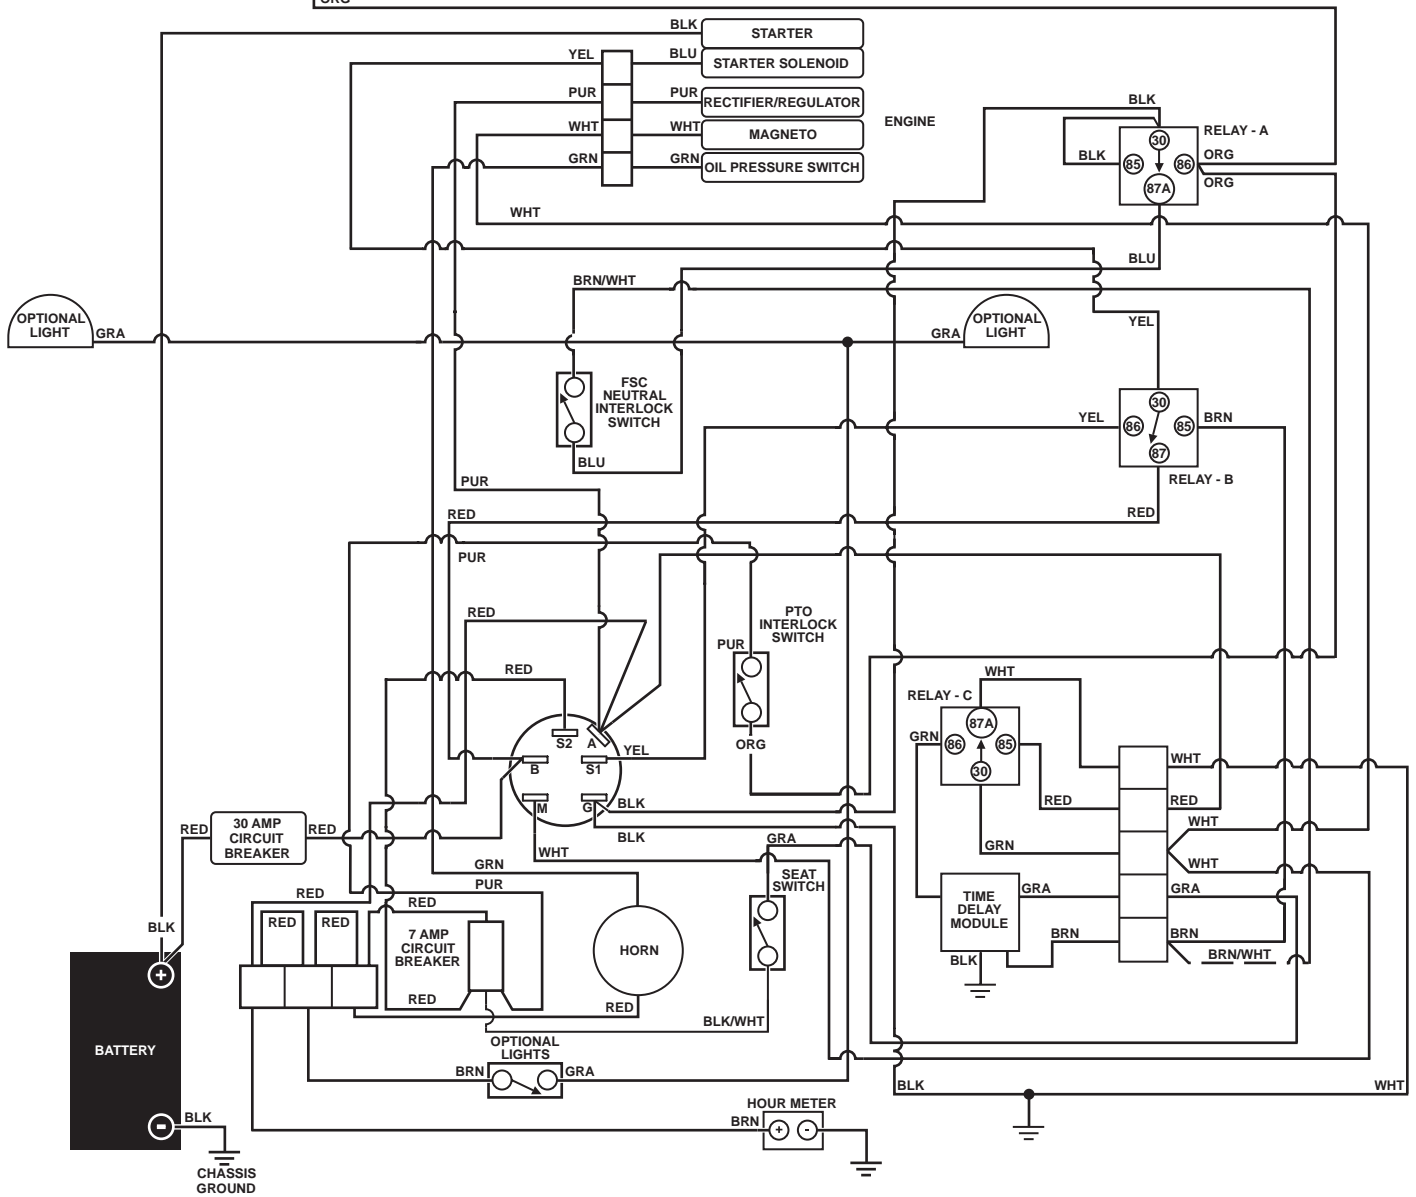 ORG
BLK
STARTER
YEL
BLU
STARTER SOLENOID
PUR
PUR
RECTIFIER/REGULATOR
WHT
WHT
MAGNETO
GRN
GRN
OIL PRESSURE SWITCH
ENGINE
BLK
RELAY - A
30
BLK
85
86
ORG
87A
ORG
WHT
BLU
BRN/WHT
OPTIONAL
LIGHT
GRA
GRA
OPTIONAL
LIGHT
YEL
FSC
NEUTRAL
INTERLOCK
SWITCH
BLU
30
YEL
86
85
BRN
87
RELAY - B
PUR
RED
RED
PUR
RED
PTO
INTERLOCK
SWITCH
PUR
ORG
RED
S2
A
B
S1
YEL
M
G
BLK
BLK
WHT
WHT
RELAY - C
87A
GRN
86
85
30
WHT
RED
RED
WHT
GRN
WHT
RED
30 AMP
CIRCUIT
BREAKER
RED
GRN
PUR
RED
RED
RED
RED
7 AMP
CIRCUIT
BREAKER
HORN
GRA
SEAT
SWITCH
TIME
DELAY
MODULE
GRA
GRA
BRN
BRN
BRN/WHT
BLK
BLK
+
BATTERY
RED
RED
BLK/WHT
OPTIONAL
LIGHTS
BRN
GRA
BLK
WHT
HOUR METER
BRN
+
-
-
BLK
CHASSIS
GROUND